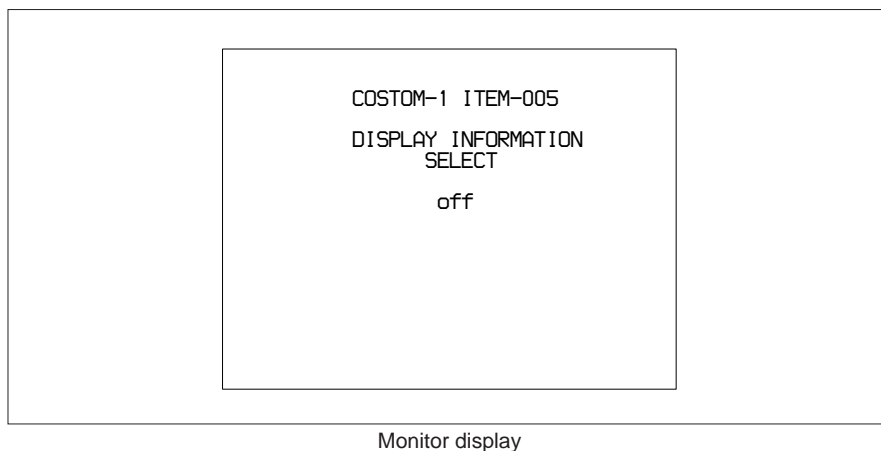 COSTOM-1 ITEM-005
DISPLAY INFORMATION
SELECT
off
Monitor display